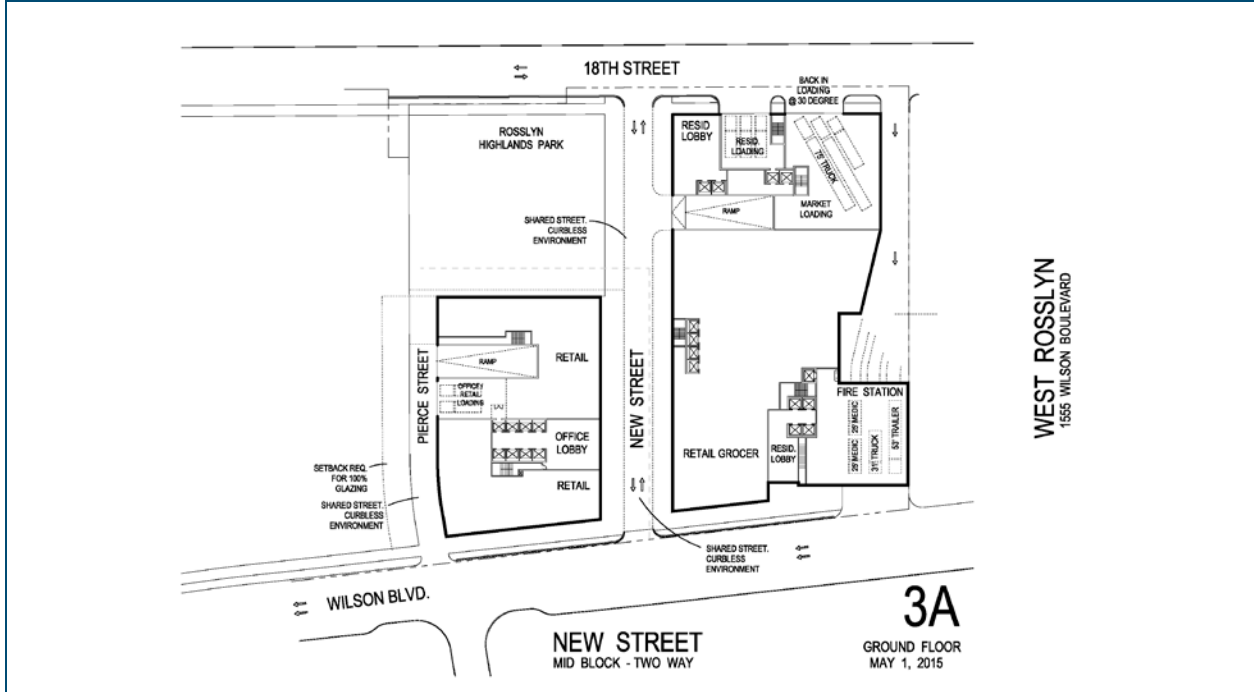 18TH STREET
BACK IN
LOADING
@ 30 DEGREE
ROSSLYN
HIGHLANDS PARK
RESID
LOBBY
RESID.
LOADING
75' TRUCK
MARKET
LOADING
RAMP
SHARED STREET.
CURBLESS
ENVIRONMENT
WEST ROSSLYN
1555 WILSON BOULEVARD
PIERCE STREET
RAMP
RETAIL
OFFICE /
RETAIL
LOADING
OFFICE
LOBBY
RETAIL
NEW STREET
RETAIL GROCER
RESID.
LOBBY
FIRE STATION
25' MEDIC
25' MEDIC
31' TRUCK
53' TRAILER
SETBACK REQ.
FOR 100%
GLAZING
SHARED STREET.
CURBLESS
ENVIRONMENT
SHARED STREET.
CURBLESS
ENVIRONMENT
WILSON BLVD.
NEW STREET
MID BLOCK - TWO WAY
3A
GROUND FLOOR
MAY 1, 2015